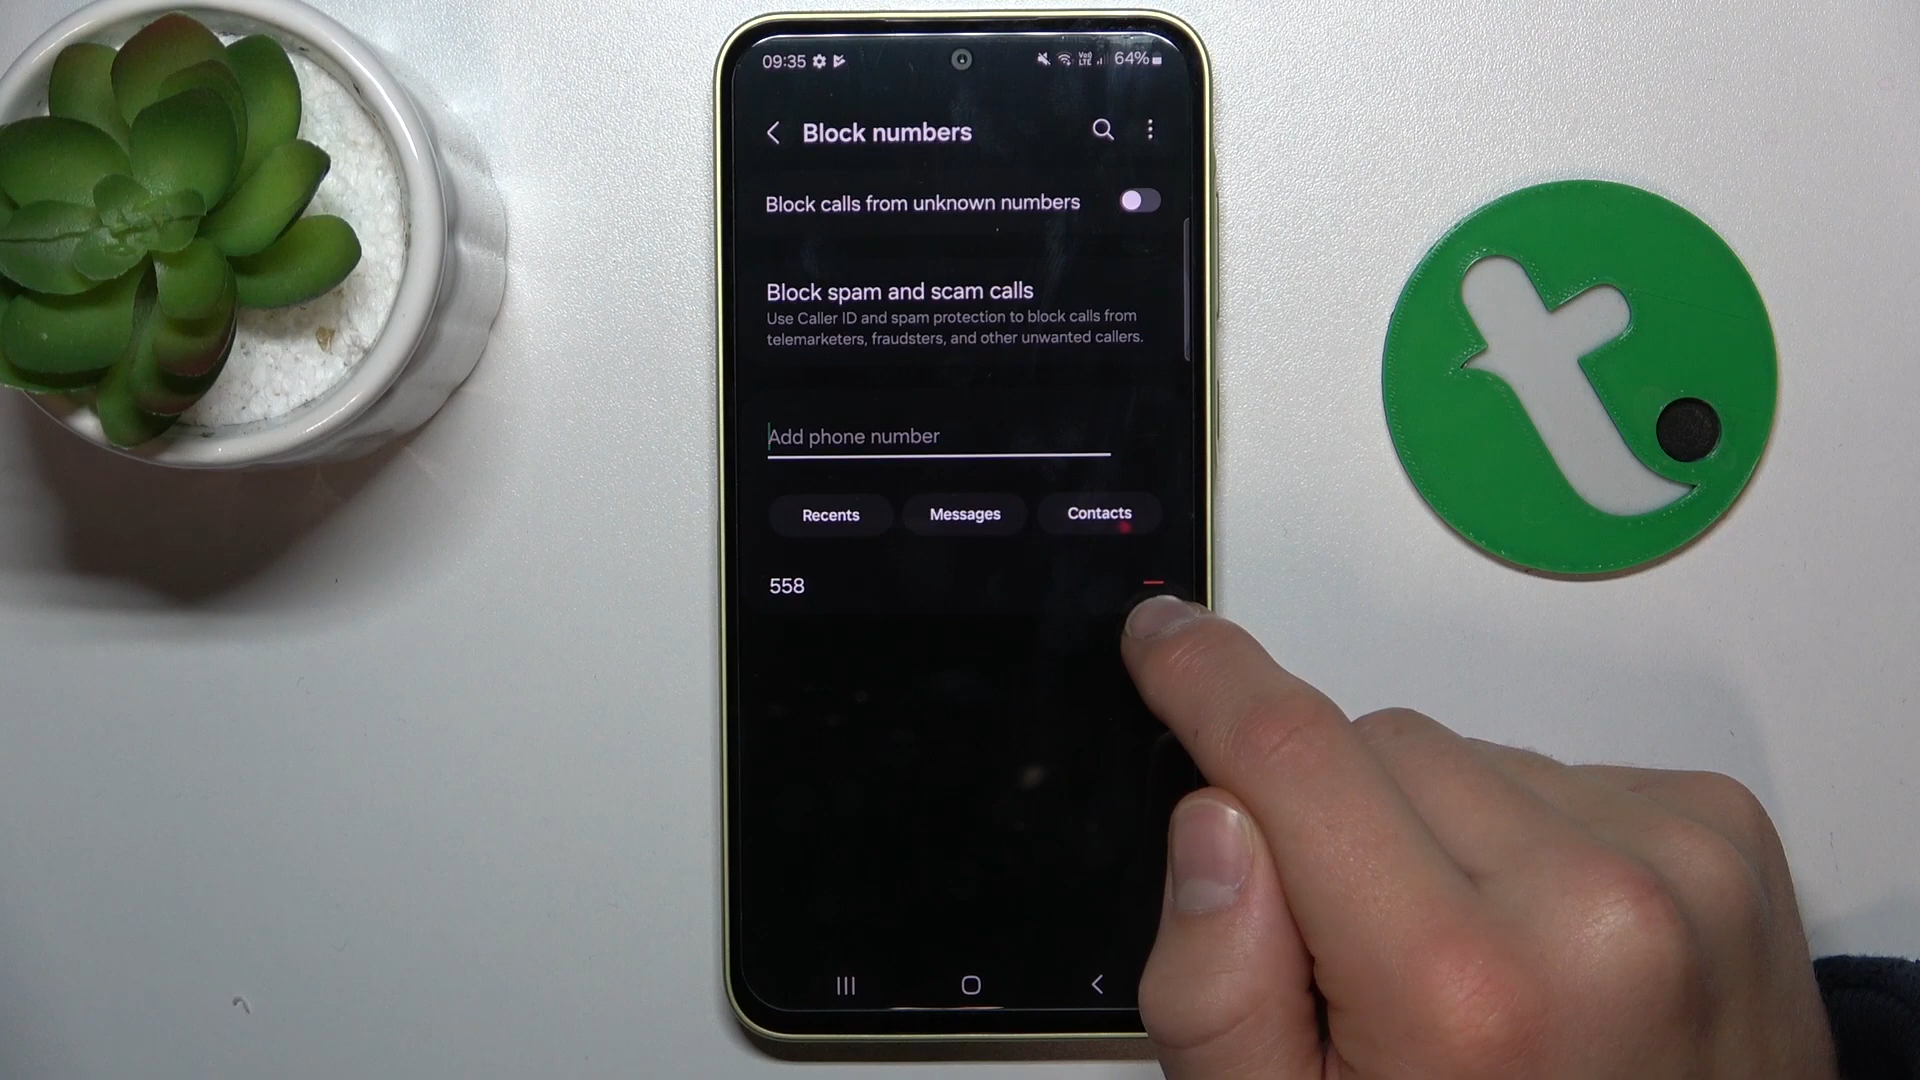 09:35
VoD LTE
64%
Block numbers
Block calls from unknown numbers
Block spam and scam calls
Use Caller ID and spam protection to block calls from
telemarketers, fraudsters, and other unwanted callers.
Add phone number
Recents
Messages
Contacts
558
t.